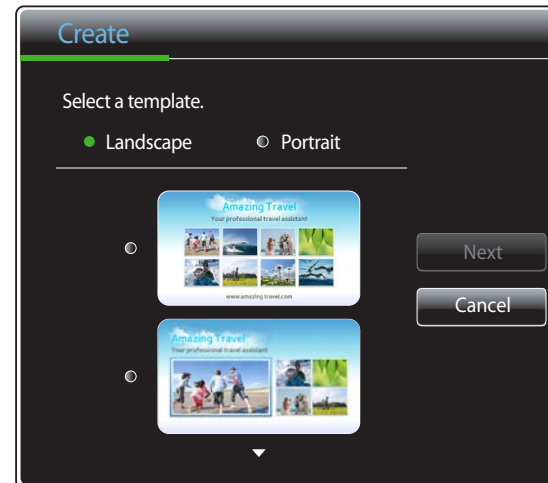 Create
Select a template.
Landscape Portrait
Amazing Travel
Your professional travel assistant
www.amazing travel.com
Next
Cancel
Amazing Travel
Your professional travel assistant